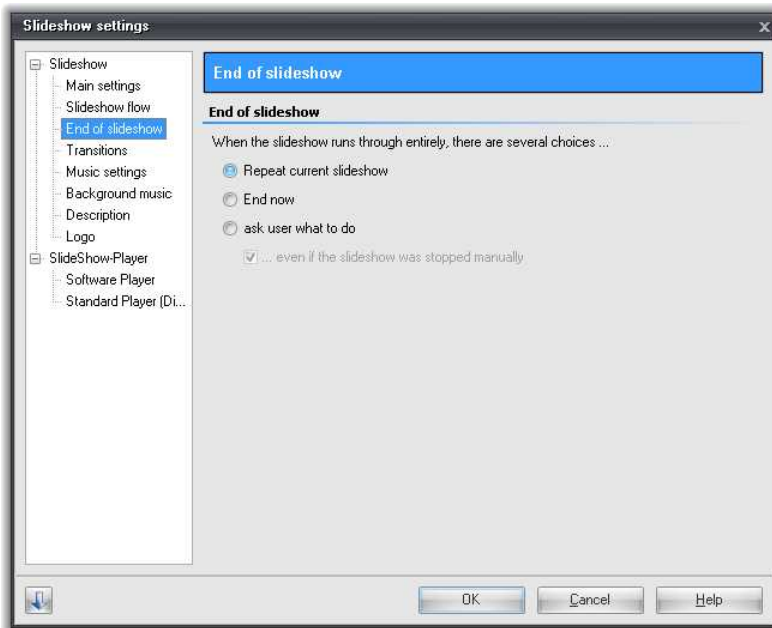 Slideshow settings
Slideshow
Main settings
Slideshow flow
End of slideshow
Transitions
Music settings
Background music
Description
Logo
SlideShow-Player
Software Player
Standard Player (Di...
End of slideshow
End of slideshow
When the slideshow runs through entirely, there are several choices ...
Repeat current slideshow
End now
ask user what to do
... even if the slideshow was stopped manually
OK
Cancel
Help